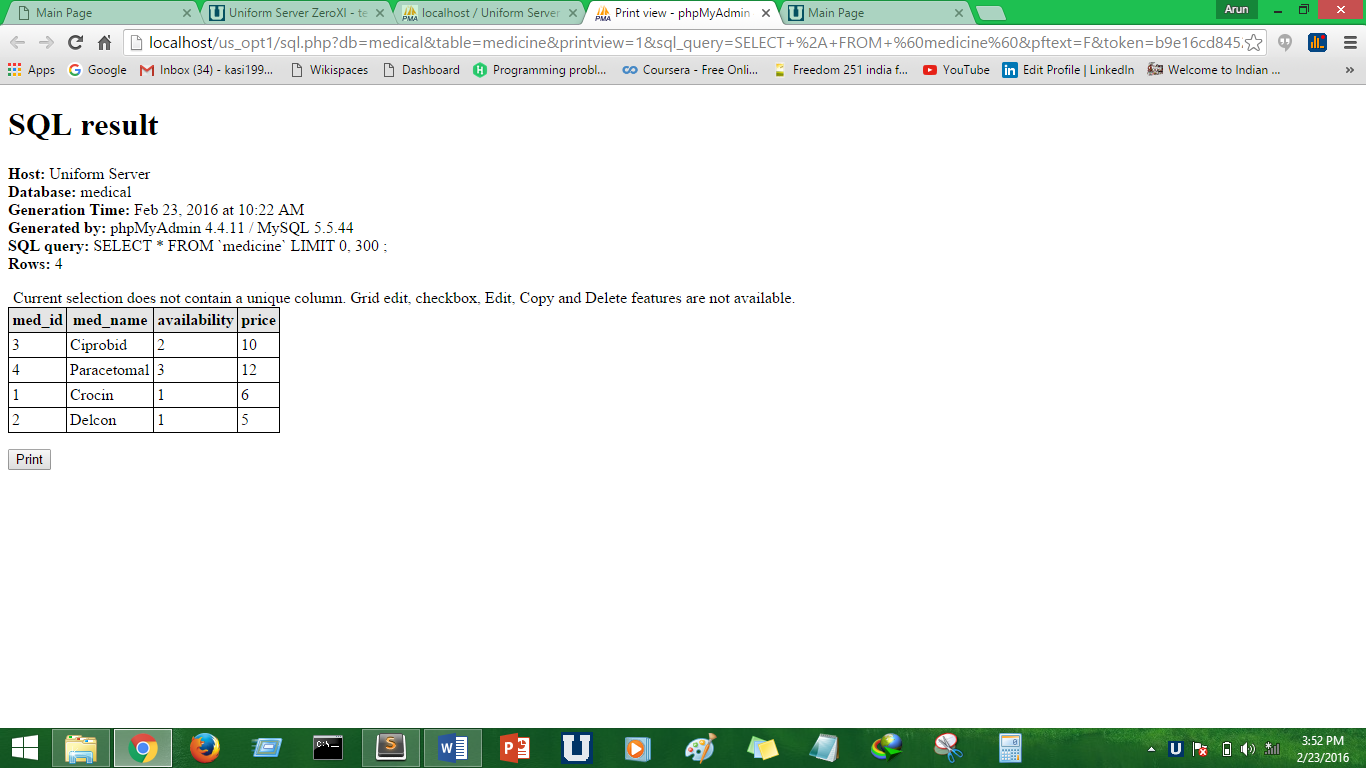 Main Page
Uniform Server ZeroXI - te
localhost / Uniform Server
Print view - phpMyAdmin
Main Page
Arun
localhost/us_opt1/sql.php?db=medical&table=medicine&printview=1&sql_query=SELECT+%2A+FROM+%60medicine%60&pftext=F&token=b9e16cd845
Apps
Google
Inbox (34) - kasi199...
Wikispaces
Dashboard
Programming probl...
Coursera - Free Onli...
Freedom 251 india f...
YouTube
Edit Profile | LinkedIn
Welcome to Indian ...
»
SQL result
Host: Uniform Server
Database: medical
Generation Time: Feb 23, 2016 at 10:22 AM
Generated by: phpMyAdmin 4.4.11 / MySQL 5.5.44
SQL query: SELECT * FROM `medicine` LIMIT 0, 300 ;
Rows: 4
Current selection does not contain a unique column. Grid edit, checkbox, Edit, Copy and Delete features are not available.
med_id med_name availability price
3 Ciprobid 2 10
4 Paracetomal 3 12
1 Crocin 1 6
2 Delcon 1 5
Print
3:52 PM
2/23/2016